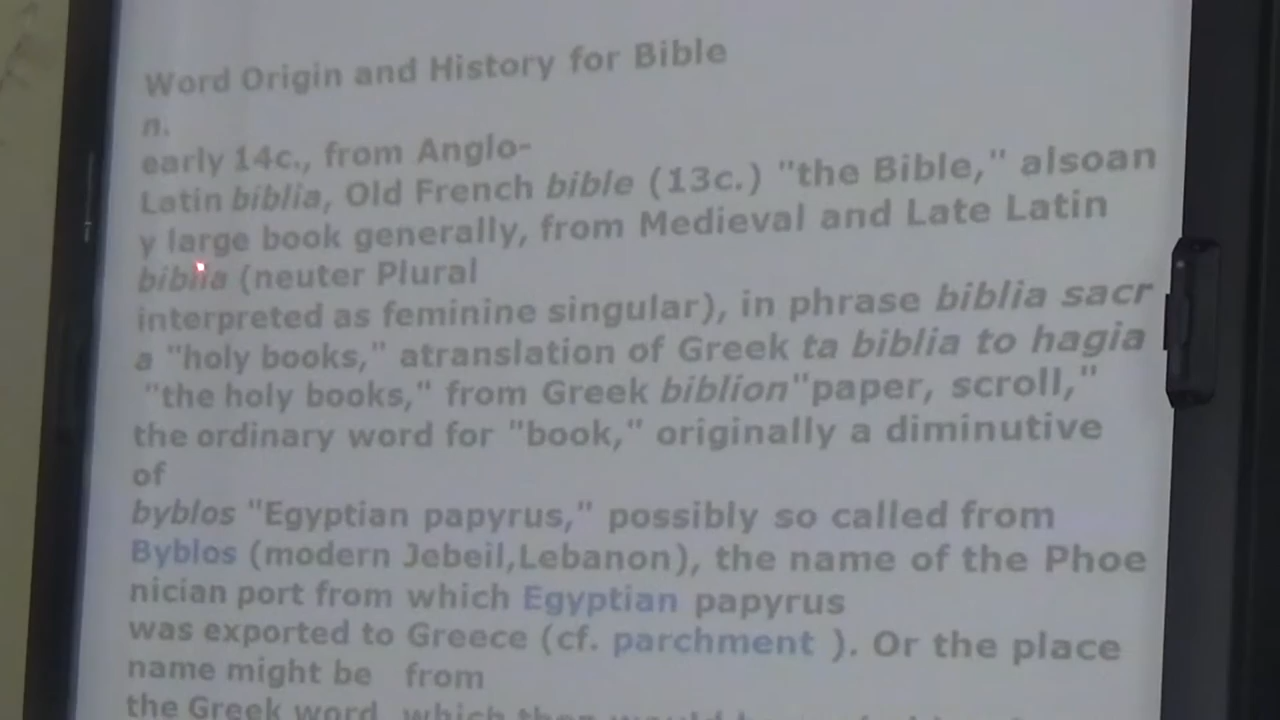 Word Origin and History for Bible
n.
early 14c., from Anglo-
Latin biblia, Old French bible (13c.) "the Bible," alsoan
y large book generally, from Medieval and Late Latin
biblia (neuter Plural
interpreted as feminine singular), in phrase biblia sacr
a "holy books," atranslation of Greek ta biblia to hagia
"the holy books," from Greek biblion"paper, scroll,"
the ordinary word for "book," originally a diminutive
of
byblos "Egyptian papyrus," possibly so called from
Byblos (modern Jebeil,Lebanon), the name of the Phoe
nician port from which Egyptian papyrus
was exported to Greece (cf. parchment ). Or the place
name might be from
the Greek word, which then would be